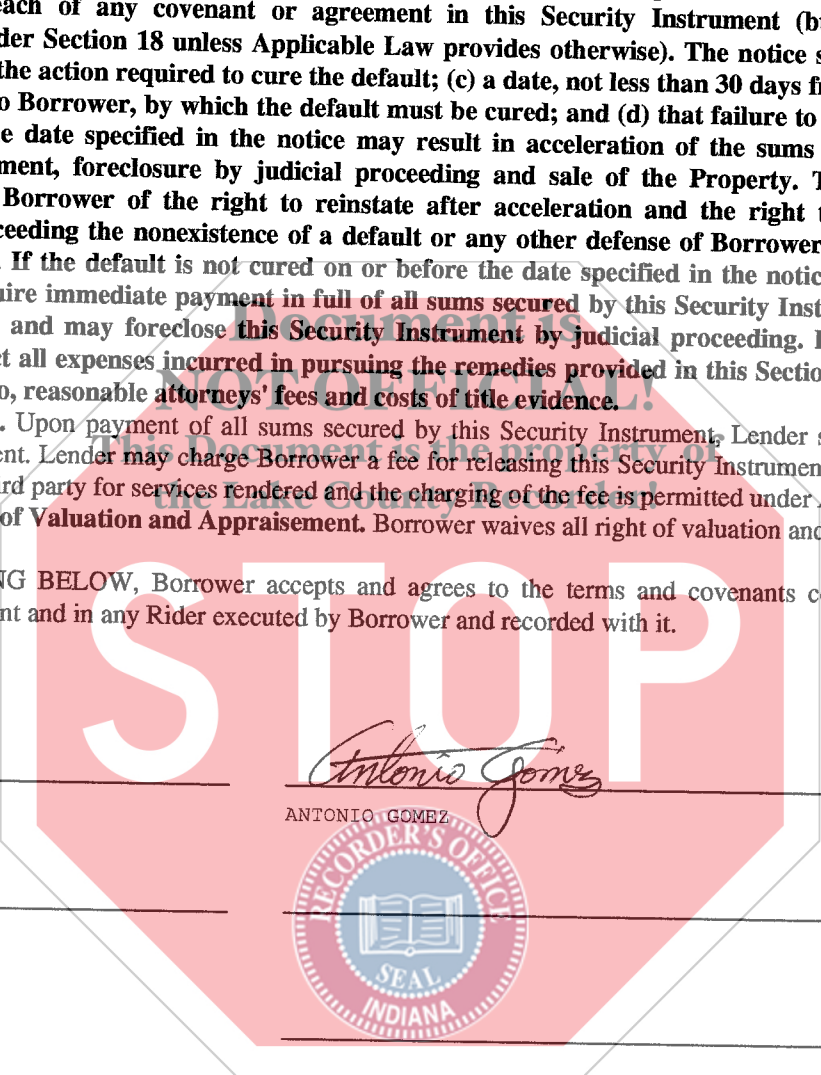 each of any covenant or agreement in this Security Instrument (b
der Section 18 unless Applicable Law provides otherwise). The notice s
the action required to cure the default; (c) a date, not less than 30 days f
o Borrower, by which the default must be cured; and (d) that failure to
e date specified in the notice may result in acceleration of the sums
ment, foreclosure by judicial proceeding and sale of the Property. T
Borrower of the right to reinstate after acceleration and the right t
ceeding the nonexistence of a default or any other defense of Borrower
. If the default is not cured on or before the date specified in the notic
uire immediate payment in full of all sums secured by this Security Inst
and may foreclose this Security Instrument by judicial proceeding.
t all expenses incurred in pursuing the remedies provided in this Sectio
o, reasonable attorneys' fees and costs of title evidence.
. Upon payment of all sums secured by this Security Instrument, Lender s
ent. Lender may charge Borrower a fee for releasing this Security Instrumen
rd party for services rendered and the charging of the fee is permitted under
of Valuation and Appraisement. Borrower waives all right of valuation and
NG BELOW, Borrower accepts and agrees to the terms and covenants c
nt and in any Rider executed by Borrower and recorded with it.
Document is
NOT OFFICIAL!
This Document is the property of
the Lake County Recorder!
STOP
Antonio Gomez
ANTONIO GOMEZ
RECORDER'S OFFICE
SEAL
INDIANA